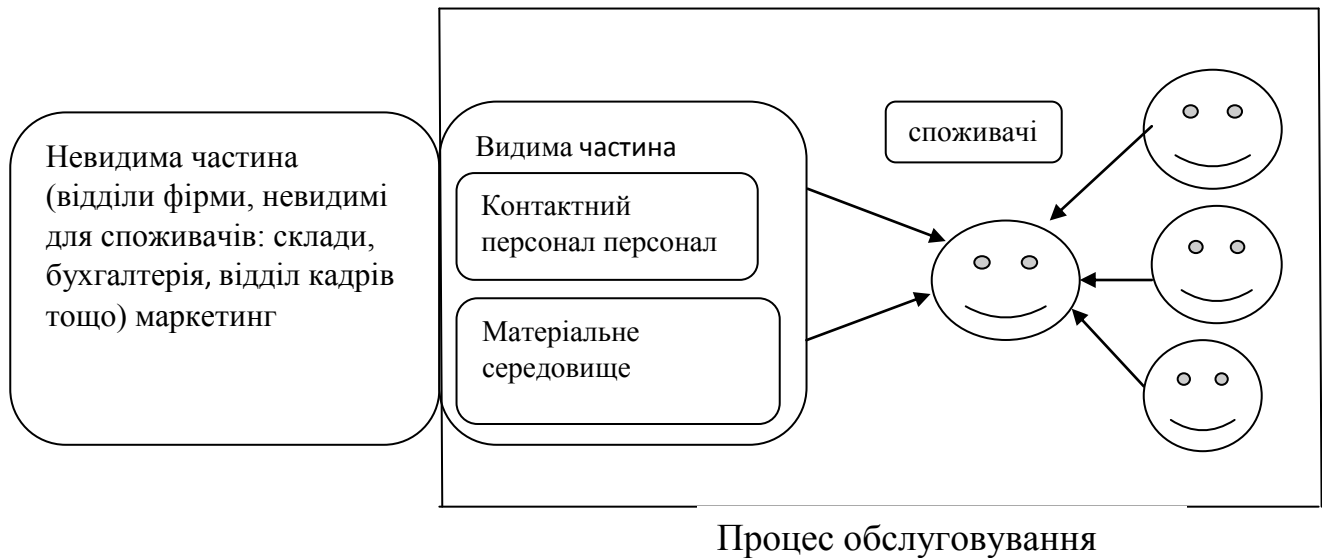 Невидима частина
(відділи фірми, невидимі
для споживачів: склади,
бухгалтерія, відділ кадрів
тощо) маркетинг
Видима частина
Контактний
персонал персонал
Матеріальне
середовище
споживачі
Процес обслуговування